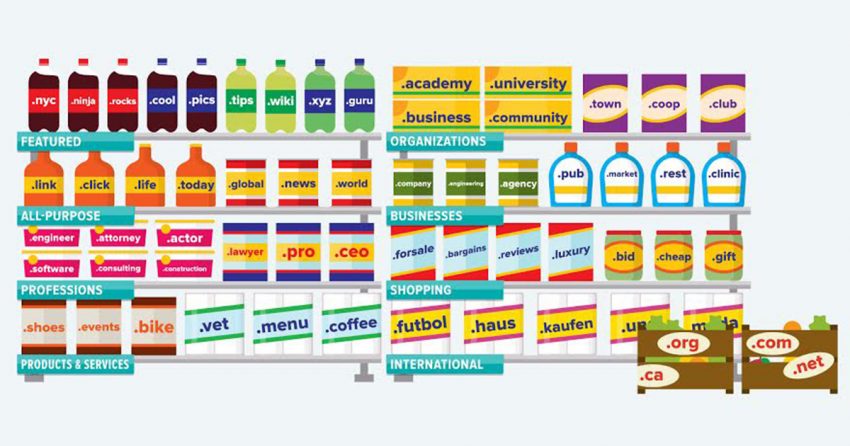 .nyc .ninja .rocks .cool .pics .tips .wiki .xyz .guru
FEATURED
.link .click .life .today .global .news .world
ALL-PURPOSE
.engineer .attorney .actor
.software .consulting .construction
.lawyer .pro .ceo
PROFESSIONS
.shoes .events .bike .vet .menu .coffee
PRODUCTS & SERVICES
.academy .university
.business .community
.town .coop .club
ORGANIZATIONS
.company .engineering .agency .pub .market .rest .clinic
BUSINESSES
.forsale .bargains .reviews .luxury .bid .cheap .gift
SHOPPING
.futbol .haus .kaufen
INTERNATIONAL
.org .com
.ca .net